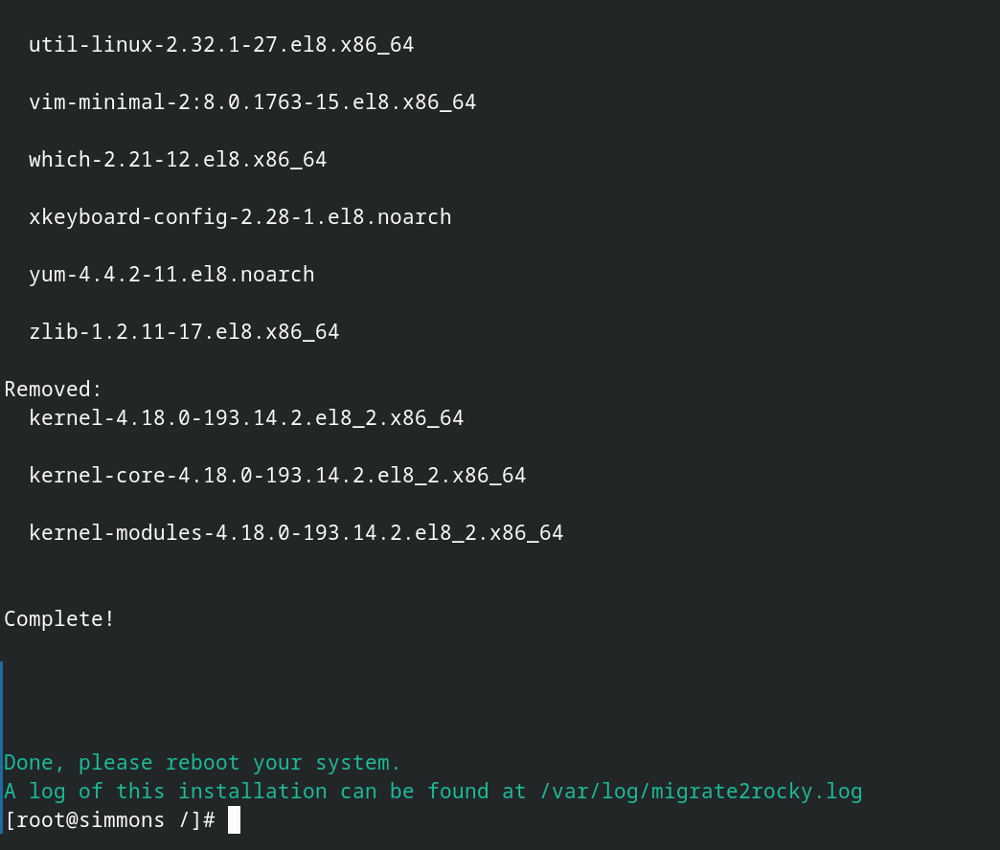 util-linux-2.32.1-27.el8.x86_64
vim-minimal-2:8.0.1763-15.el8.x86_64
which-2.21-12.el8.x86_64
xkeyboard-config-2.28-1.el8.noarch
yum-4.4.2-11.el8.noarch
zlib-1.2.11-17.el8.x86_64
Removed:
kernel-4.18.0-193.14.2.el8_2.x86_64
kernel-core-4.18.0-193.14.2.el8_2.x86_64
kernel-modules-4.18.0-193.14.2.el8_2.x86_64
Complete!
Done, please reboot your system.
A log of this installation can be found at /var/log/migrate2rocky.log
[root@simmons /]#